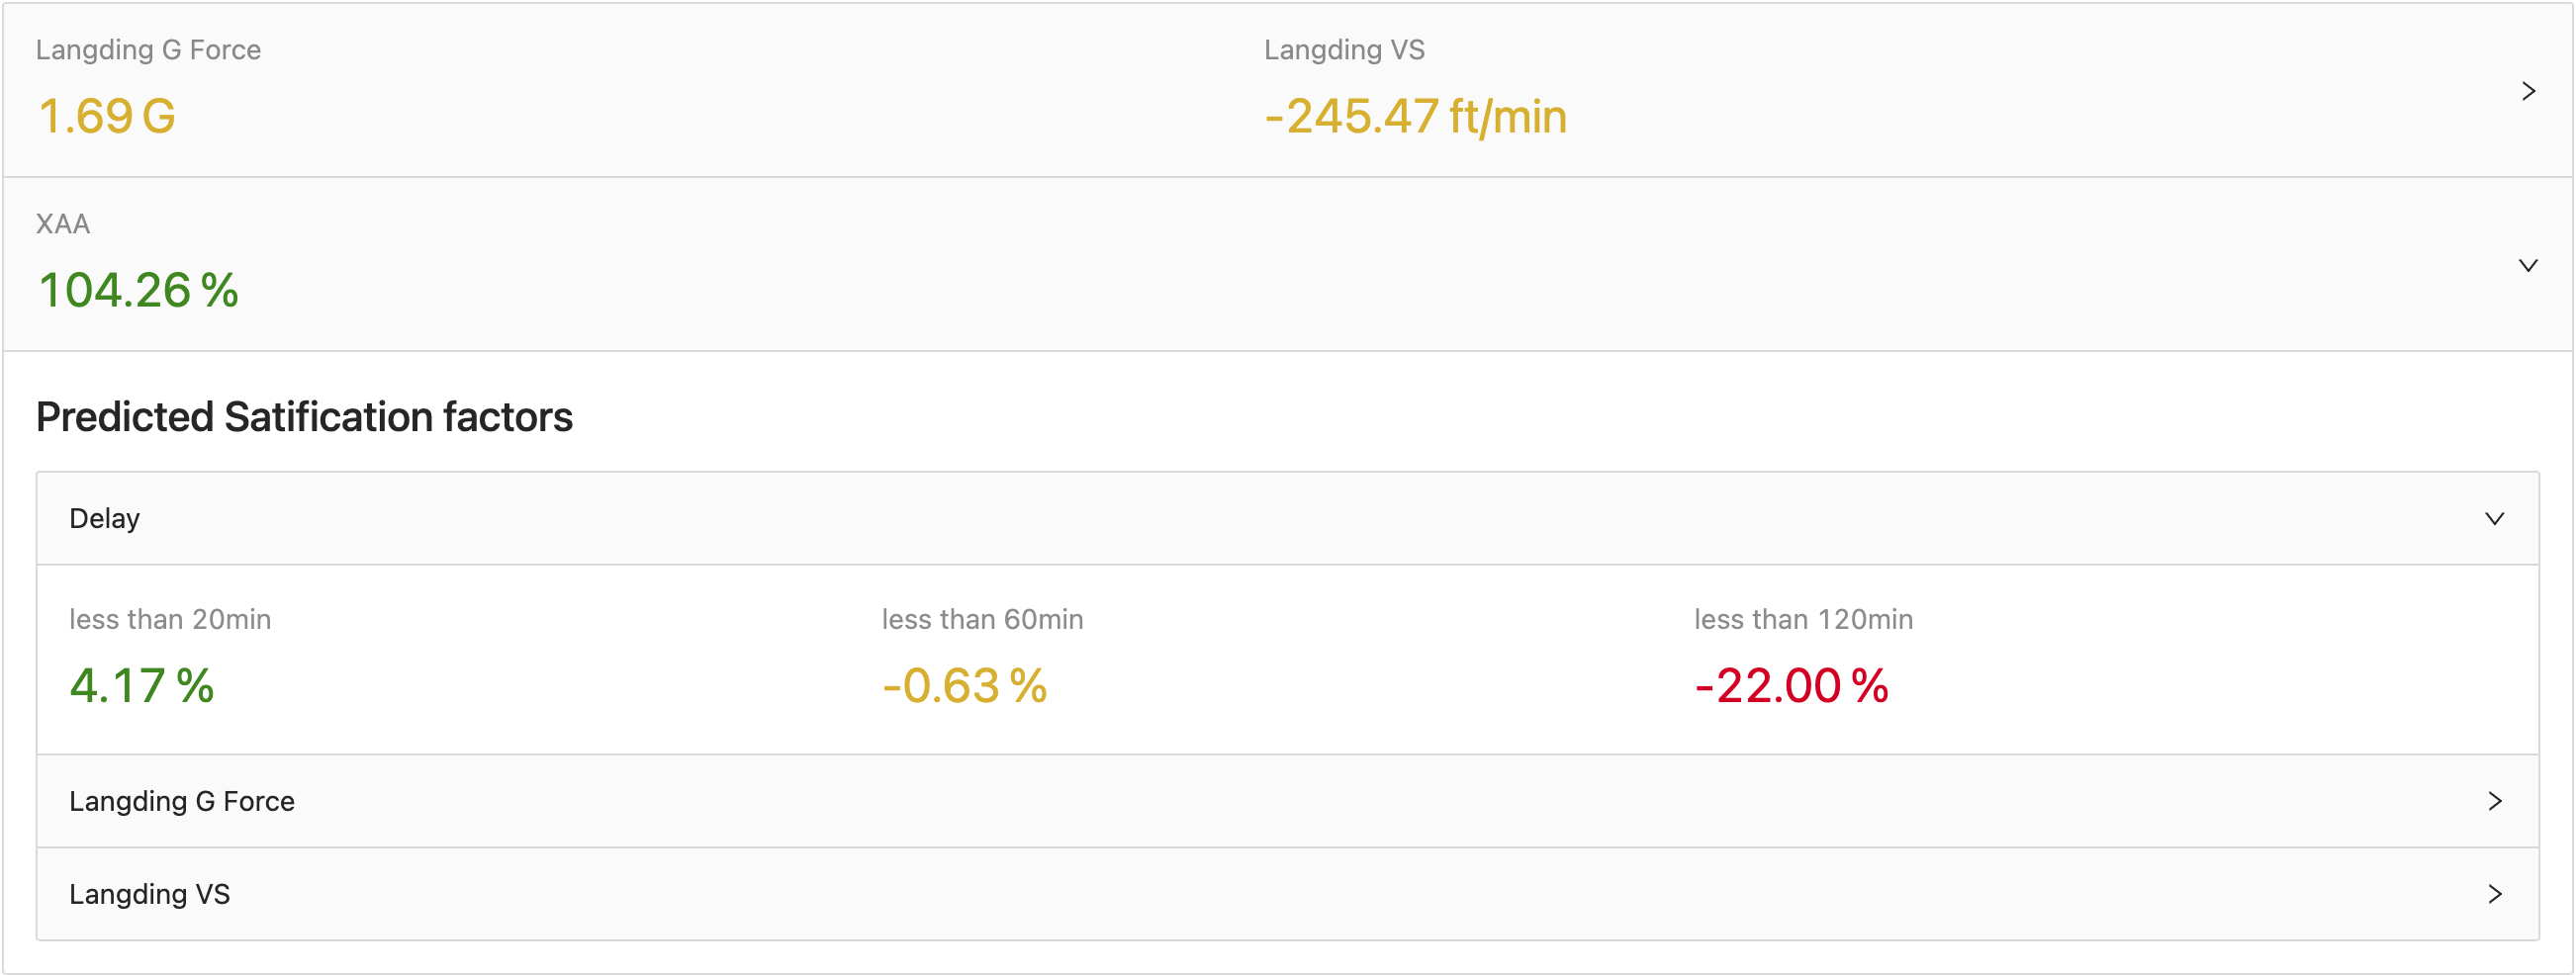 Langding G Force
Langding VS
1.69 G
-245.47 ft/min
XAA
104.26 %
Predicted Satification factors
Delay
less than 20min
less than 60min
less than 120min
4.17 %
-0.63 %
-22.00 %
Langding G Force
Langding VS